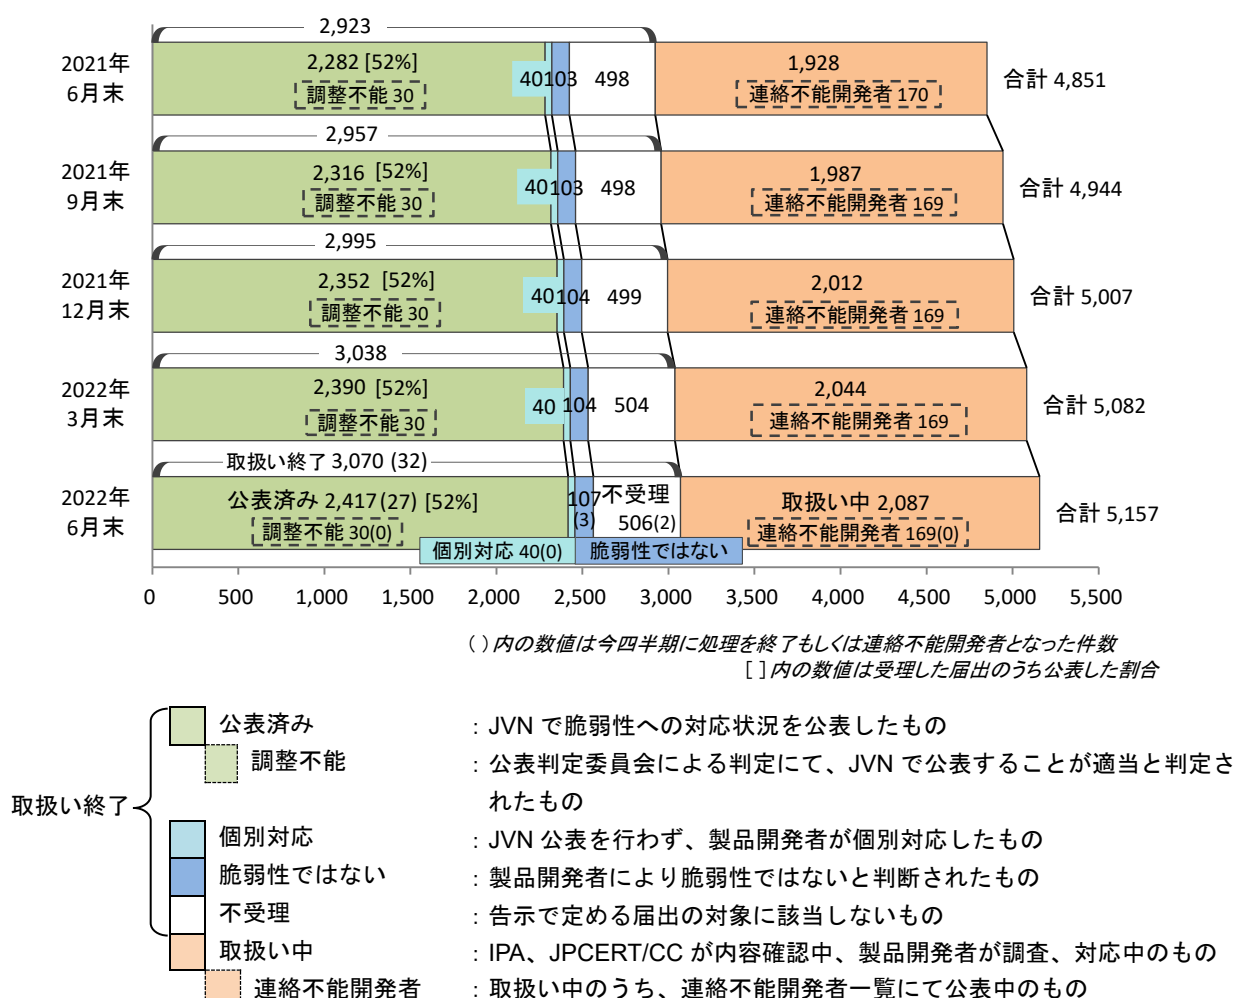 2,923
2021年
6月末
2,282 [52%]
調整不能 30
40
103
498
1,928
連絡不能開発者 170
合計 4,851
2,957
2021年
9月末
2,316 [52%]
調整不能 30
40
103
498
1,987
連絡不能開発者 169
合計 4,944
2,995
2021年
12月末
2,352 [52%]
調整不能 30
40
104
499
2,012
連絡不能開発者 169
合計 5,007
3,038
2022年
3月末
2,390 [52%]
調整不能 30
40
104
504
2,044
連絡不能開発者 169
合計 5,082
取扱い終了 3,070 (32)
2022年
6月末
公表済み 2,417(27) [52%]
調整不能 30(0)
107
(3)
不受理
506(2)
取扱い中 2,087
連絡不能開発者 169(0)
合計 5,157
個別対応 40(0)
脆弱性ではない
0 500 1,000 1,500 2,000 2,500 3,000 3,500 4,000 4,500 5,000 5,500
( )内の数値は今四半期に処理を終了もしくは連絡不能開発者となった件数
[ ]内の数値は受理した届出のうち公表した割合
取扱い終了
公表済み : JVN で脆弱性への対応状況を公表したもの
調整不能 : 公表判定委員会による判定にて、JVN で公表することが適当と判定さ
れたもの
個別対応 : JVN 公表を行わず、製品開発者が個別対応したもの
脆弱性ではない : 製品開発者により脆弱性ではないと判断されたもの
不受理 : 告示で定める届出の対象に該当しないもの
取扱い中 : IPA、JPCERT/CC が内容確認中、製品開発者が調査、対応中のもの
連絡不能開発者 : 取扱い中のうち、連絡不能開発者一覧にて公表中のもの